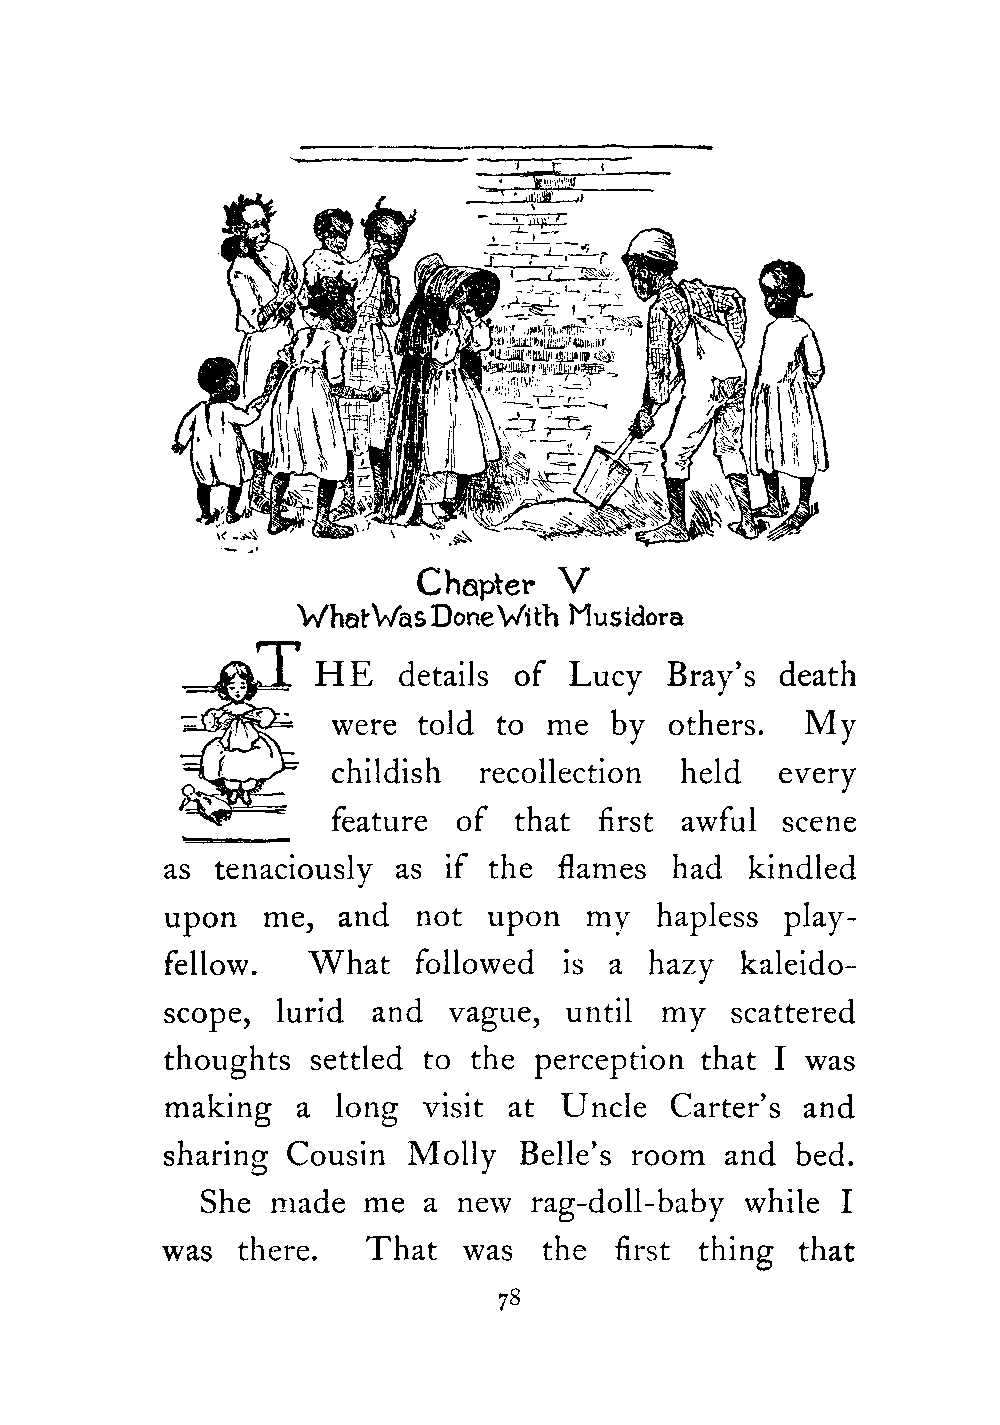 Chapter V
What Was Done With Musidora
THE details of Lucy Bray's death
were told to me by others. My
childish recollection held every
feature of that first awful scene
as tenaciously as if the flames had kindled
upon me, and not upon my hapless play-
fellow. What followed is a hazy kaleido-
scope, lurid and vague, until my scattered
thoughts settled to the perception that I was
making a long visit at Uncle Carter's and
sharing Cousin Molly Belle's room and bed.
She made me a new rag-doll-baby while I
was there. That was the first thing that
78